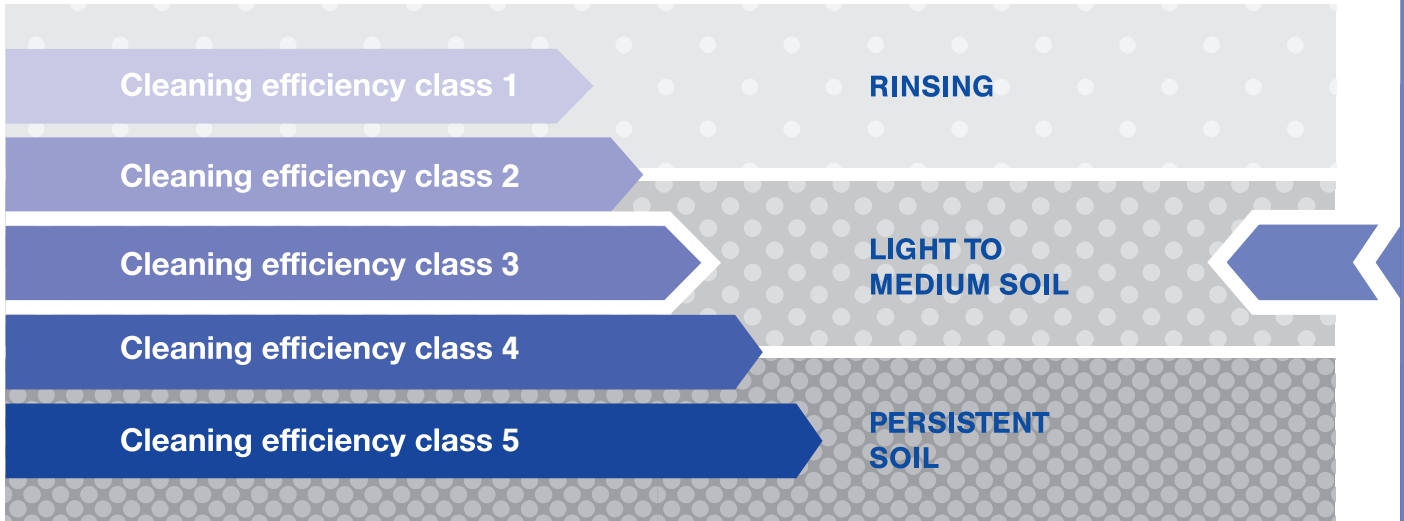 Cleaning efficiency class 1
RINSING
Cleaning efficiency class 2
Cleaning efficiency class 3
LIGHT TO
MEDIUM SOIL
Cleaning efficiency class 4
Cleaning efficiency class 5
PERSISTENT
SOIL